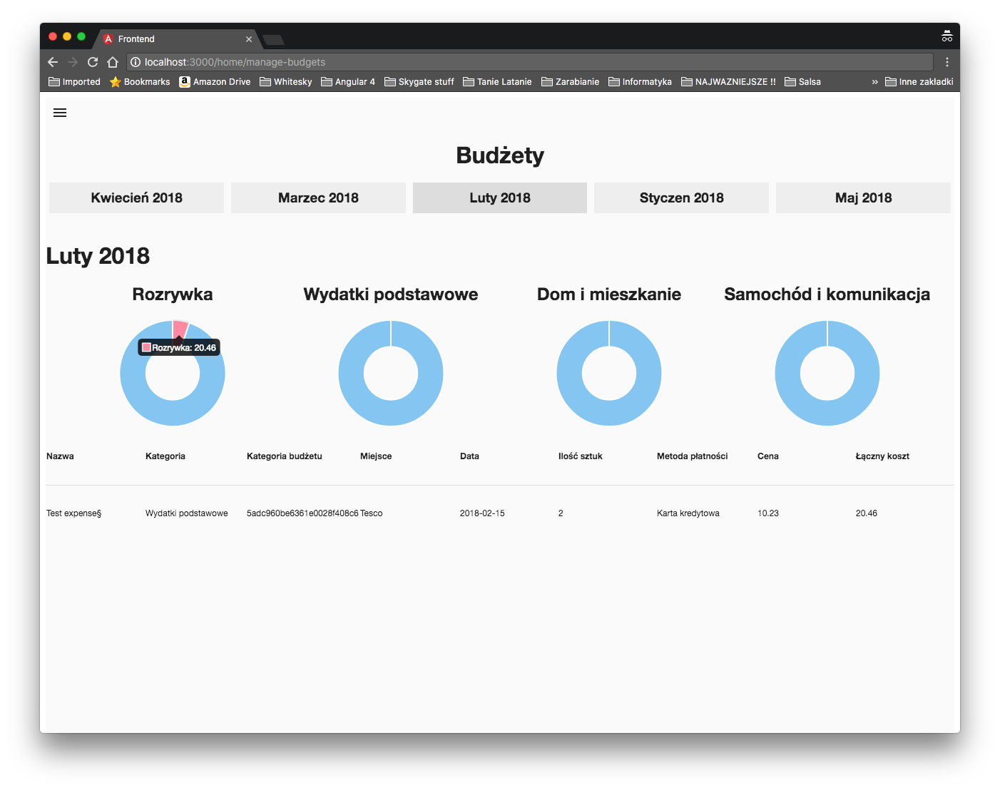 Frontend
localhost:3000/home/manage-budgets
Imported Bookmarks Amazon Drive Whitesky Angular 4 Skygate stuff Tanie Latanie Zarabianie Informatyka NAJWAZNIEJSZE !! Salsa » Inne zakładki
Budżety
Kwiecień 2018 Marzec 2018 Luty 2018 Styczen 2018 Maj 2018
Luty 2018
Rozrywka Wydatki podstawowe Dom i mieszkanie Samochód i komunikacja
Rozrywka: 20.46
Nazwa Kategoria Kategoria budżetu Miejsce Data Ilość sztuk Metoda płatności Cena Łączny koszt
Test expense§ Wydatki podstawowe 5adc960be6361e0028f408c6 Tesco 2018-02-15 2 Karta kredytowa 10.23 20.46